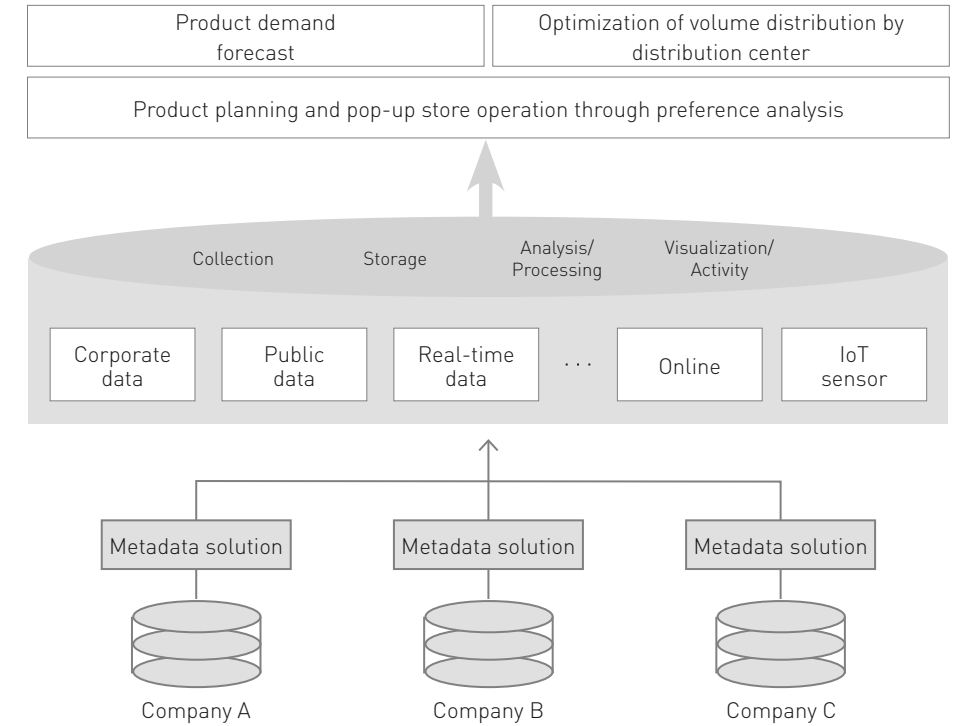 Product demand
forecast
Optimization of volume distribution by
distribution center
Product planning and pop-up store operation through preference analysis
Collection
Storage
Analysis/
Processing
Visualization/
Activity
Corporate
data
Public
data
Real-time
data
...
Online
IoT
sensor
Metadata solution
Metadata solution
Metadata solution
Company A
Company B
Company C